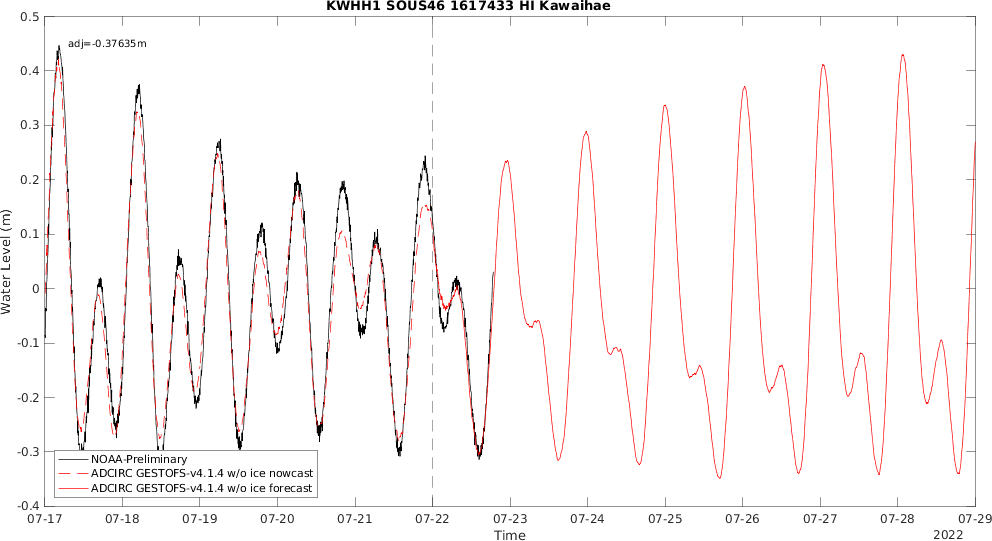 KWHH1 SOUS46 1617433 HI Kawaihae
adj=-0.37635m
Water Level (m)
0.5
0.4
0.3
0.2
0.1
0
-0.1
-0.2
-0.3
-0.4
NOAA-Preliminary
ADCIRC GESTOFS-v4.1.4 w/o ice nowcast
ADCIRC GESTOFS-v4.1.4 w/o ice forecast
07-17 07-18 07-19 07-20 07-21 07-22 07-23 07-24 07-25 07-26 07-27 07-28 07-29
Time
2022